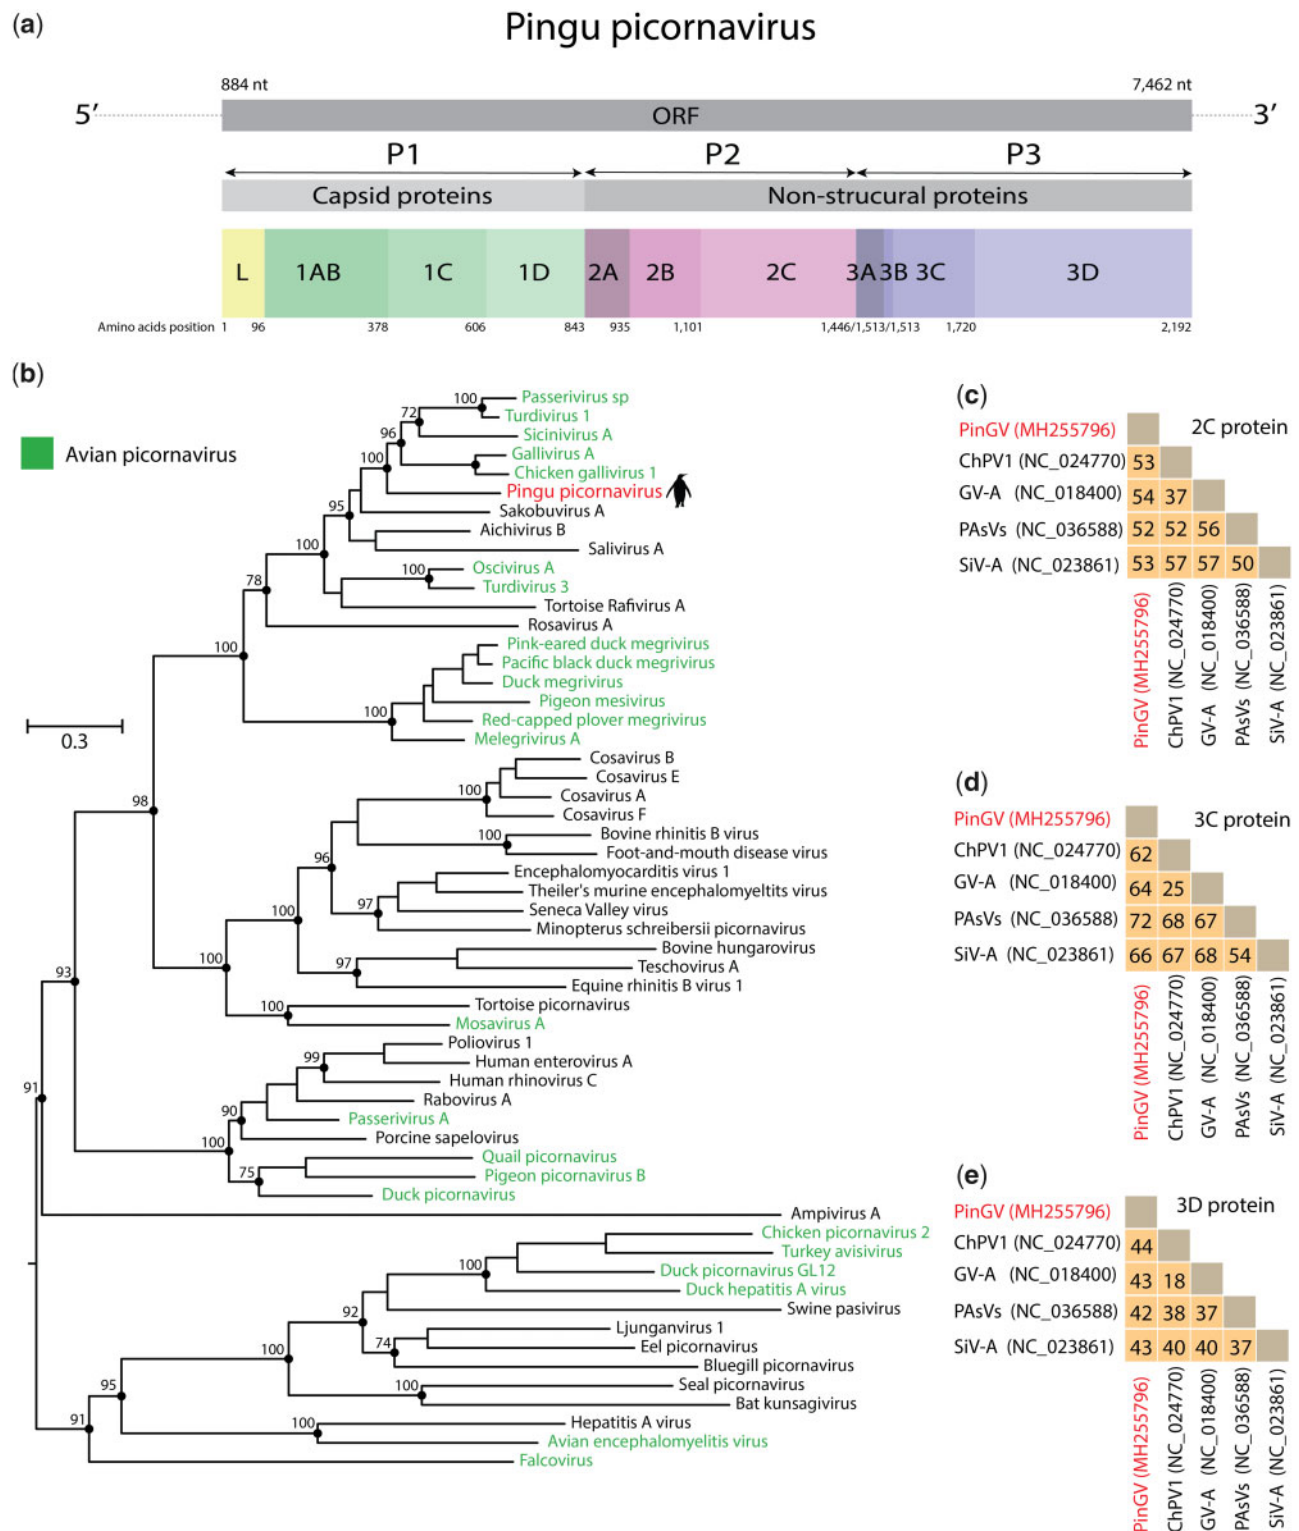 (a)
Pingu picornavirus
884 nt 7,462 nt
5′ ORF 3′
P1 P2 P3
Capsid proteins Non-strucural proteins
L 1AB 1C 1D 2A 2B 2C 3A 3B 3C 3D
Amino acids position 1 96 378 606 843 935 1,101 1,446/1,513/1,513 1,720 2,192
(b)
Avian picornavirus
0.3
100 Passerivirus sp
72 Turdivirus 1
96 Sicinivirus A
Gallivirus A
100 Chicken gallivirus 1
Pingu picornavirus
95 Sakobuvirus A
Aichivirus B
100 Salivirus A
100 Oscivirus A
78 Turdivirus 3
Tortoise Rafivirus A
Rosavirus A
100 Pink-eared duck megrivirus
Pacific black duck megrivirus
Duck megrivirus
Pigeon mesivirus
100 Red-capped plover megrivirus
Melegrivirus A
Cosavirus B
Cosavirus E
100 Cosavirus A
98 Cosavirus F
100 Bovine rhinitis B virus
96 Foot-and-mouth disease virus
Encephalomyocarditis virus 1
Theiler's murine encephalomyeltits virus
97 Seneca Valley virus
100 Minopterus schreibersii picornavirus
Bovine hungarovirus
100 97 Teschovirus A
93 Equine rhinitis B virus 1
100 Tortoise picornavirus
Mosavirus A
Poliovirus 1
99 Human enterovirus A
Human rhinovirus C
91 Rabovirus A
90 Passerivirus A
100 Porcine sapelovirus
Quail picornavirus
75 Pigeon picornavirus B
Duck picornavirus
Ampivirus A
Chicken picornavirus 2
Turkey avisivirus
100 Duck picornavirus GL12
Duck hepatitis A virus
92 Swine pasivirus
Ljunganvirus 1
74 Eel picornavirus
100 Bluegill picornavirus
100 Seal picornavirus
95 Bat kunsagivirus
100 Hepatitis A virus
91 Avian encephalomyelitis virus
Falcovirus
(c)
PinGV (MH255796) 2C protein
ChPV1 (NC_024770) 53
GV-A (NC_018400) 54 37
PAsVs (NC_036588) 52 52 56
SiV-A (NC_023861) 53 57 57 50
PinGV (MH255796)
ChPV1 (NC_024770)
GV-A (NC_018400)
PAsVs (NC_036588)
SiV-A (NC_023861)
(d)
PinGV (MH255796) 3C protein
ChPV1 (NC_024770) 62
GV-A (NC_018400) 64 25
PAsVs (NC_036588) 72 68 67
SiV-A (NC_023861) 66 67 68 54
PinGV (MH255796)
ChPV1 (NC_024770)
GV-A (NC_018400)
PAsVs (NC_036588)
SiV-A (NC_023861)
(e)
PinGV (MH255796) 3D protein
ChPV1 (NC_024770) 44
GV-A (NC_018400) 43 18
PAsVs (NC_036588) 42 38 37
SiV-A (NC_023861) 43 40 40 37
PinGV (MH255796)
ChPV1 (NC_024770)
GV-A (NC_018400)
PAsVs (NC_036588)
SiV-A (NC_023861)